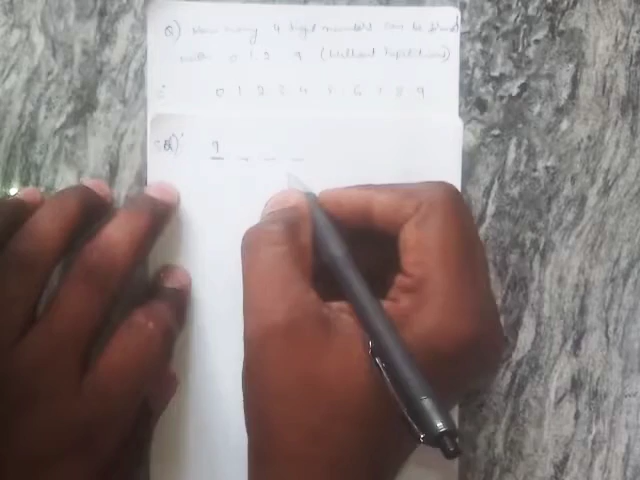 Q) How many 4 digit numbers can be formed
with 0 1 2 9 (without repetition)
0 1 2 3 4 5 6 7 8 9
9